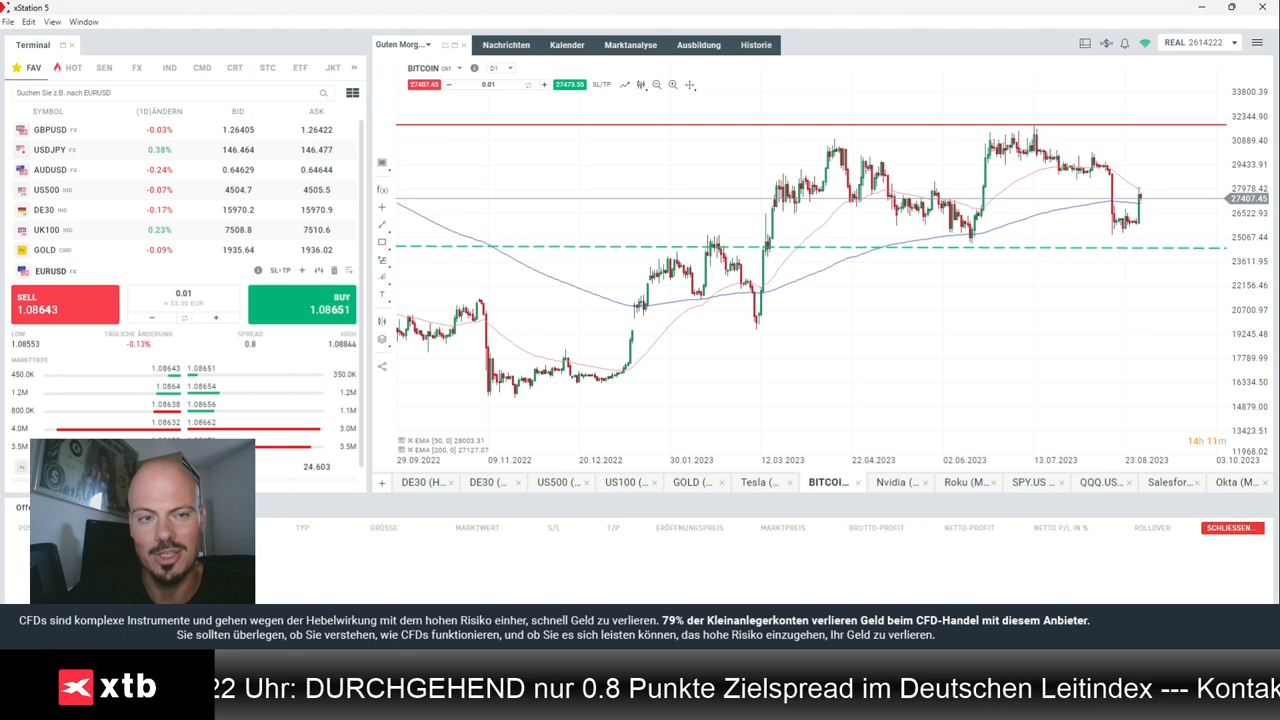 xStation 5
File Edit View Window
Terminal
FAV HOT SEN FX IND CMD CRT STC ETF JKT
Suchen Sie z.B. nach EURUSD
SYMBOL (1D)ÄNDERN BID ASK
GBPUSD FX -0.03% 1.26405 1.26422
USDJPY FX 0.38% 146.464 146.477
AUDUSD FX -0.24% 0.64629 0.64644
US500 IND -0.07% 4504.7 4505.5
DE30 IND -0.17% 15970.2 15970.9
UK100 IND 0.23% 7508.8 7510.6
GOLD CMD -0.09% 1935.64 1936.02
EURUSD FX SL+TP
SELL
1.08643
0.01
≈ 33.30 EUR
BUY
1.08651
LOW TÄGLICHE ÄNDERUNG SPREAD HIGH
1.08553 -0.13% 0.8 1.08844
MARKTTIEFE
450.0K 1.08643 1.08651 350.0K
1.2M 1.0864 1.08654 1.2M
800.0K 1.08638 1.08656 1.1M
4.0M 1.08632 1.08662 3.0M
3.5M 3.5M
24.603
Guten Morg... Nachrichten Kalender Marktanalyse Ausbildung Historie
REAL 2614222
BITCOIN CRT D1
27407.45 0.01 27473.55 SL/TP
33800.39
32344.90
30889.40
29433.91
27978.42
27407.45
26522.93
25067.44
23611.95
22156.46
20700.97
19245.48
17789.99
16334.50
14879.00
13423.51
11968.02
EMA [50, 0] 28003.31
EMA [200, 0] 27127.07
14h 11m
29.09.2022 09.11.2022 20.12.2022 30.01.2023 12.03.2023 22.04.2023 02.06.2023 13.07.2023 23.08.2023 03.10.2023
DE30 (H... DE30 (... US500 (... US100 (... GOLD (... Tesla (... BITCOI... Nvidia (... Roku (M... SPY.US ... QQQ.US... Salesfor... Okta (M...
TYP GRÖSSE MARKTWERT S/L T/P ERÖFFNUNGSPREIS MARKTPREIS BRUTTO-PROFIT NETTO-PROFIT NETTO P/L IN % ROLLOVER SCHLIESSEN...
CFDs sind komplexe Instrumente und gehen wegen der Hebelwirkung mit dem hohen Risiko einher, schnell Geld zu verlieren. 79% der Kleinanlegerkonten verlieren Geld beim CFD-Handel mit diesem Anbieter.
Sie sollten überlegen, ob Sie verstehen, wie CFDs funktionieren, und ob Sie es sich leisten können, das hohe Risiko einzugehen, Ihr Geld zu verlieren.
xtb
22 Uhr: DURCHGEHEND nur 0.8 Punkte Zielspread im Deutschen Leitindex --- Kontak